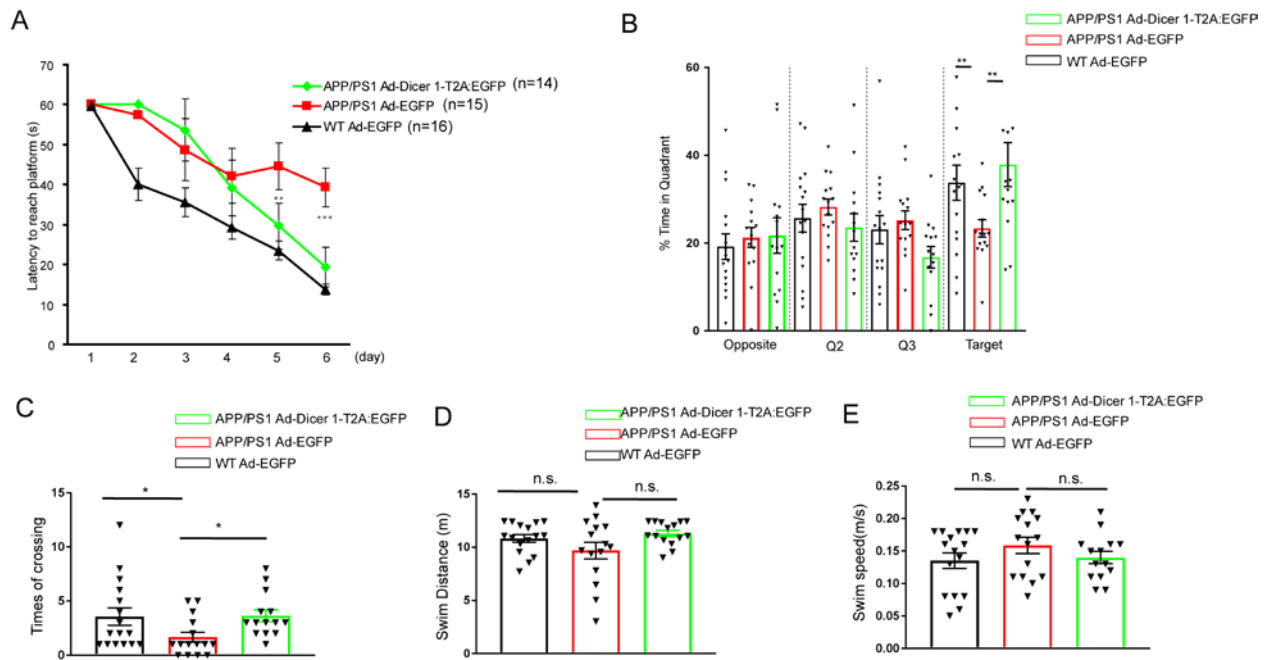 A
APP/PS1 Ad-Dicer 1-T2A:EGFP (n=14)
APP/PS1 Ad-EGFP (n=15)
WT Ad-EGFP (n=16)
Latency to reach platform (s)
70
60
50
40
30
20
10
0
**
***
1 2 3 4 5 6 (day)
B
APP/PS1 Ad-Dicer 1-T2A:EGFP
APP/PS1 Ad-EGFP
WT Ad-EGFP
% Time in Quadrant
60
40
20
0
** **
Opposite Q2 Q3 Target
C
APP/PS1 Ad-Dicer 1-T2A:EGFP
APP/PS1 Ad-EGFP
WT Ad-EGFP
Times of crossing
15
10
5
0
*
*
D
APP/PS1 Ad-Dicer 1-T2A:EGFP
APP/PS1 Ad-EGFP
WT Ad-EGFP
Swim Distance (m)
15
10
5
0
n.s. n.s.
E
APP/PS1 Ad-Dicer 1-T2A:EGFP
APP/PS1 Ad-EGFP
WT Ad-EGFP
Swim speed(m/s)
0.25
0.20
0.15
0.10
0.05
0.00
n.s. n.s.